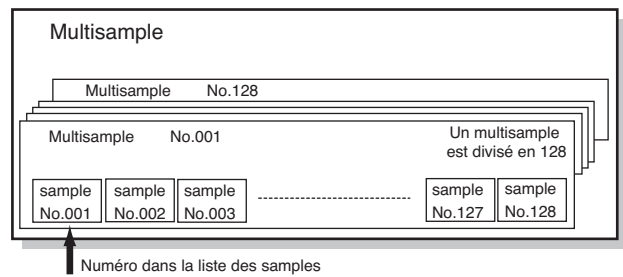 Multisample
Multisample No.128
Multisample No.001
Un multisample
est divisé en 128
sample sample sample sample sample
No.001 No.002 No.003 No.127 No.128
Numéro dans la liste des samples